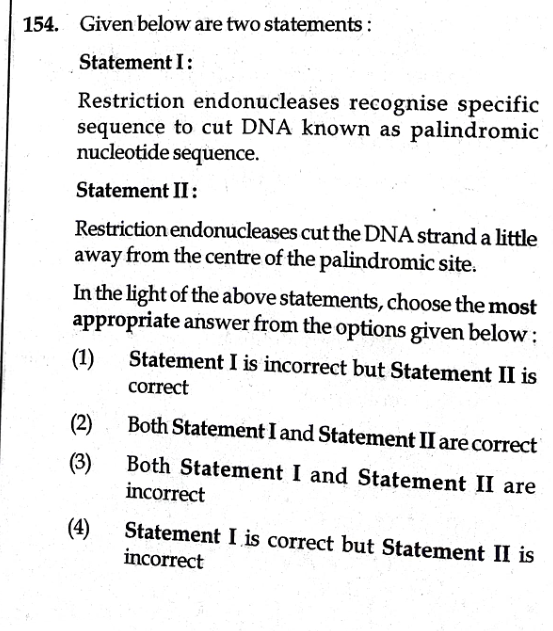 154. Given below are two statements :
Statement I :
Restriction endonucleases recognise specific
sequence to cut DNA known as palindromic
nucleotide sequence.
Statement II :
Restriction endonucleases cut the DNA strand a little
away from the centre of the palindromic site.
In the light of the above statements, choose the most
appropriate answer from the options given below :
(1) Statement I is incorrect but Statement II is
correct
(2) Both Statement I and Statement II are correct
(3) Both Statement I and Statement II are
incorrect
(4) Statement I is correct but Statement II is
incorrect